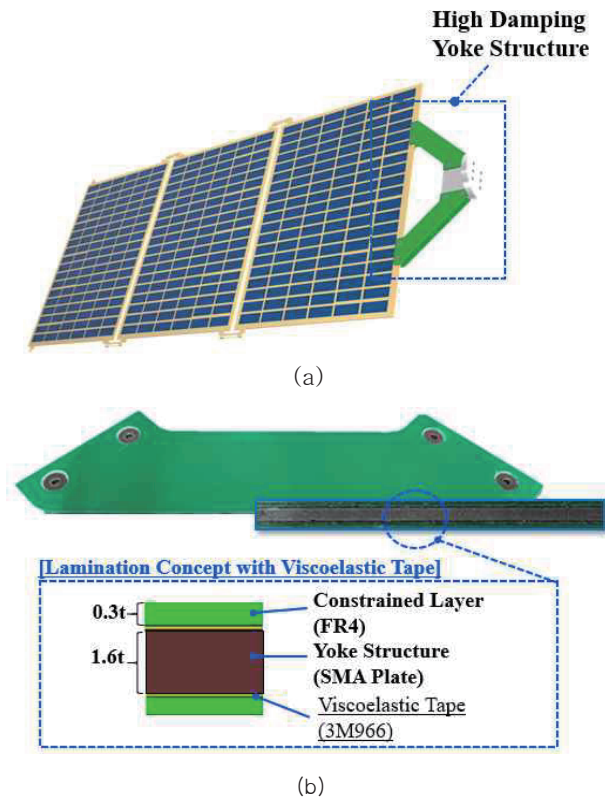 High Damping
Yoke Structure
(a)
[Lamination Concept with Viscoelastic Tape]
0.3t
Constrained Layer
(FR4)
1.6t
Yoke Structure
(SMA Plate)
Viscoelastic Tape
(3M966)
(b)